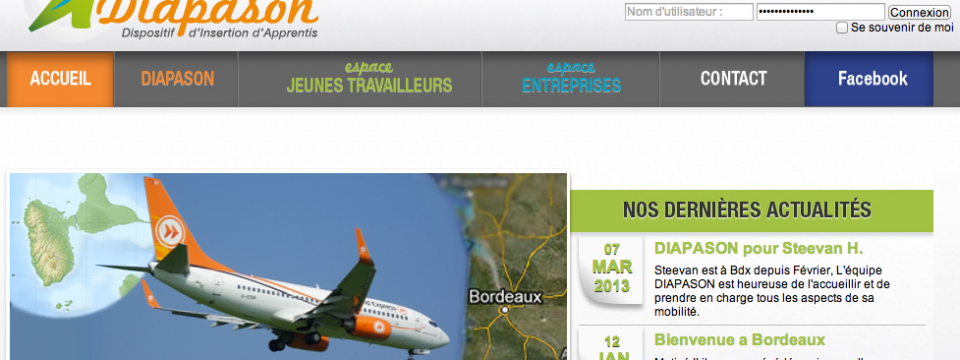 Diapason
Dispositif d'Insertion d'Apprentis
Nom d'utilisateur :
••••••••••••••
Connexion
Se souvenir de moi
ACCUEIL
DIAPASON
espace
JEUNES TRAVAILLEURS
espace
ENTREPRISES
CONTACT
Facebook
Bordeaux
NOS DERNIÈRES ACTUALITÉS
07
MAR
2013
DIAPASON pour Steevan H.
Steevan est à Bdx depuis Février, L'équipe
DIAPASON est heureuse de l'accueillir et de
prendre en charge tous les aspects de sa
mobilité.
12
JAN
Bienvenue a Bordeaux